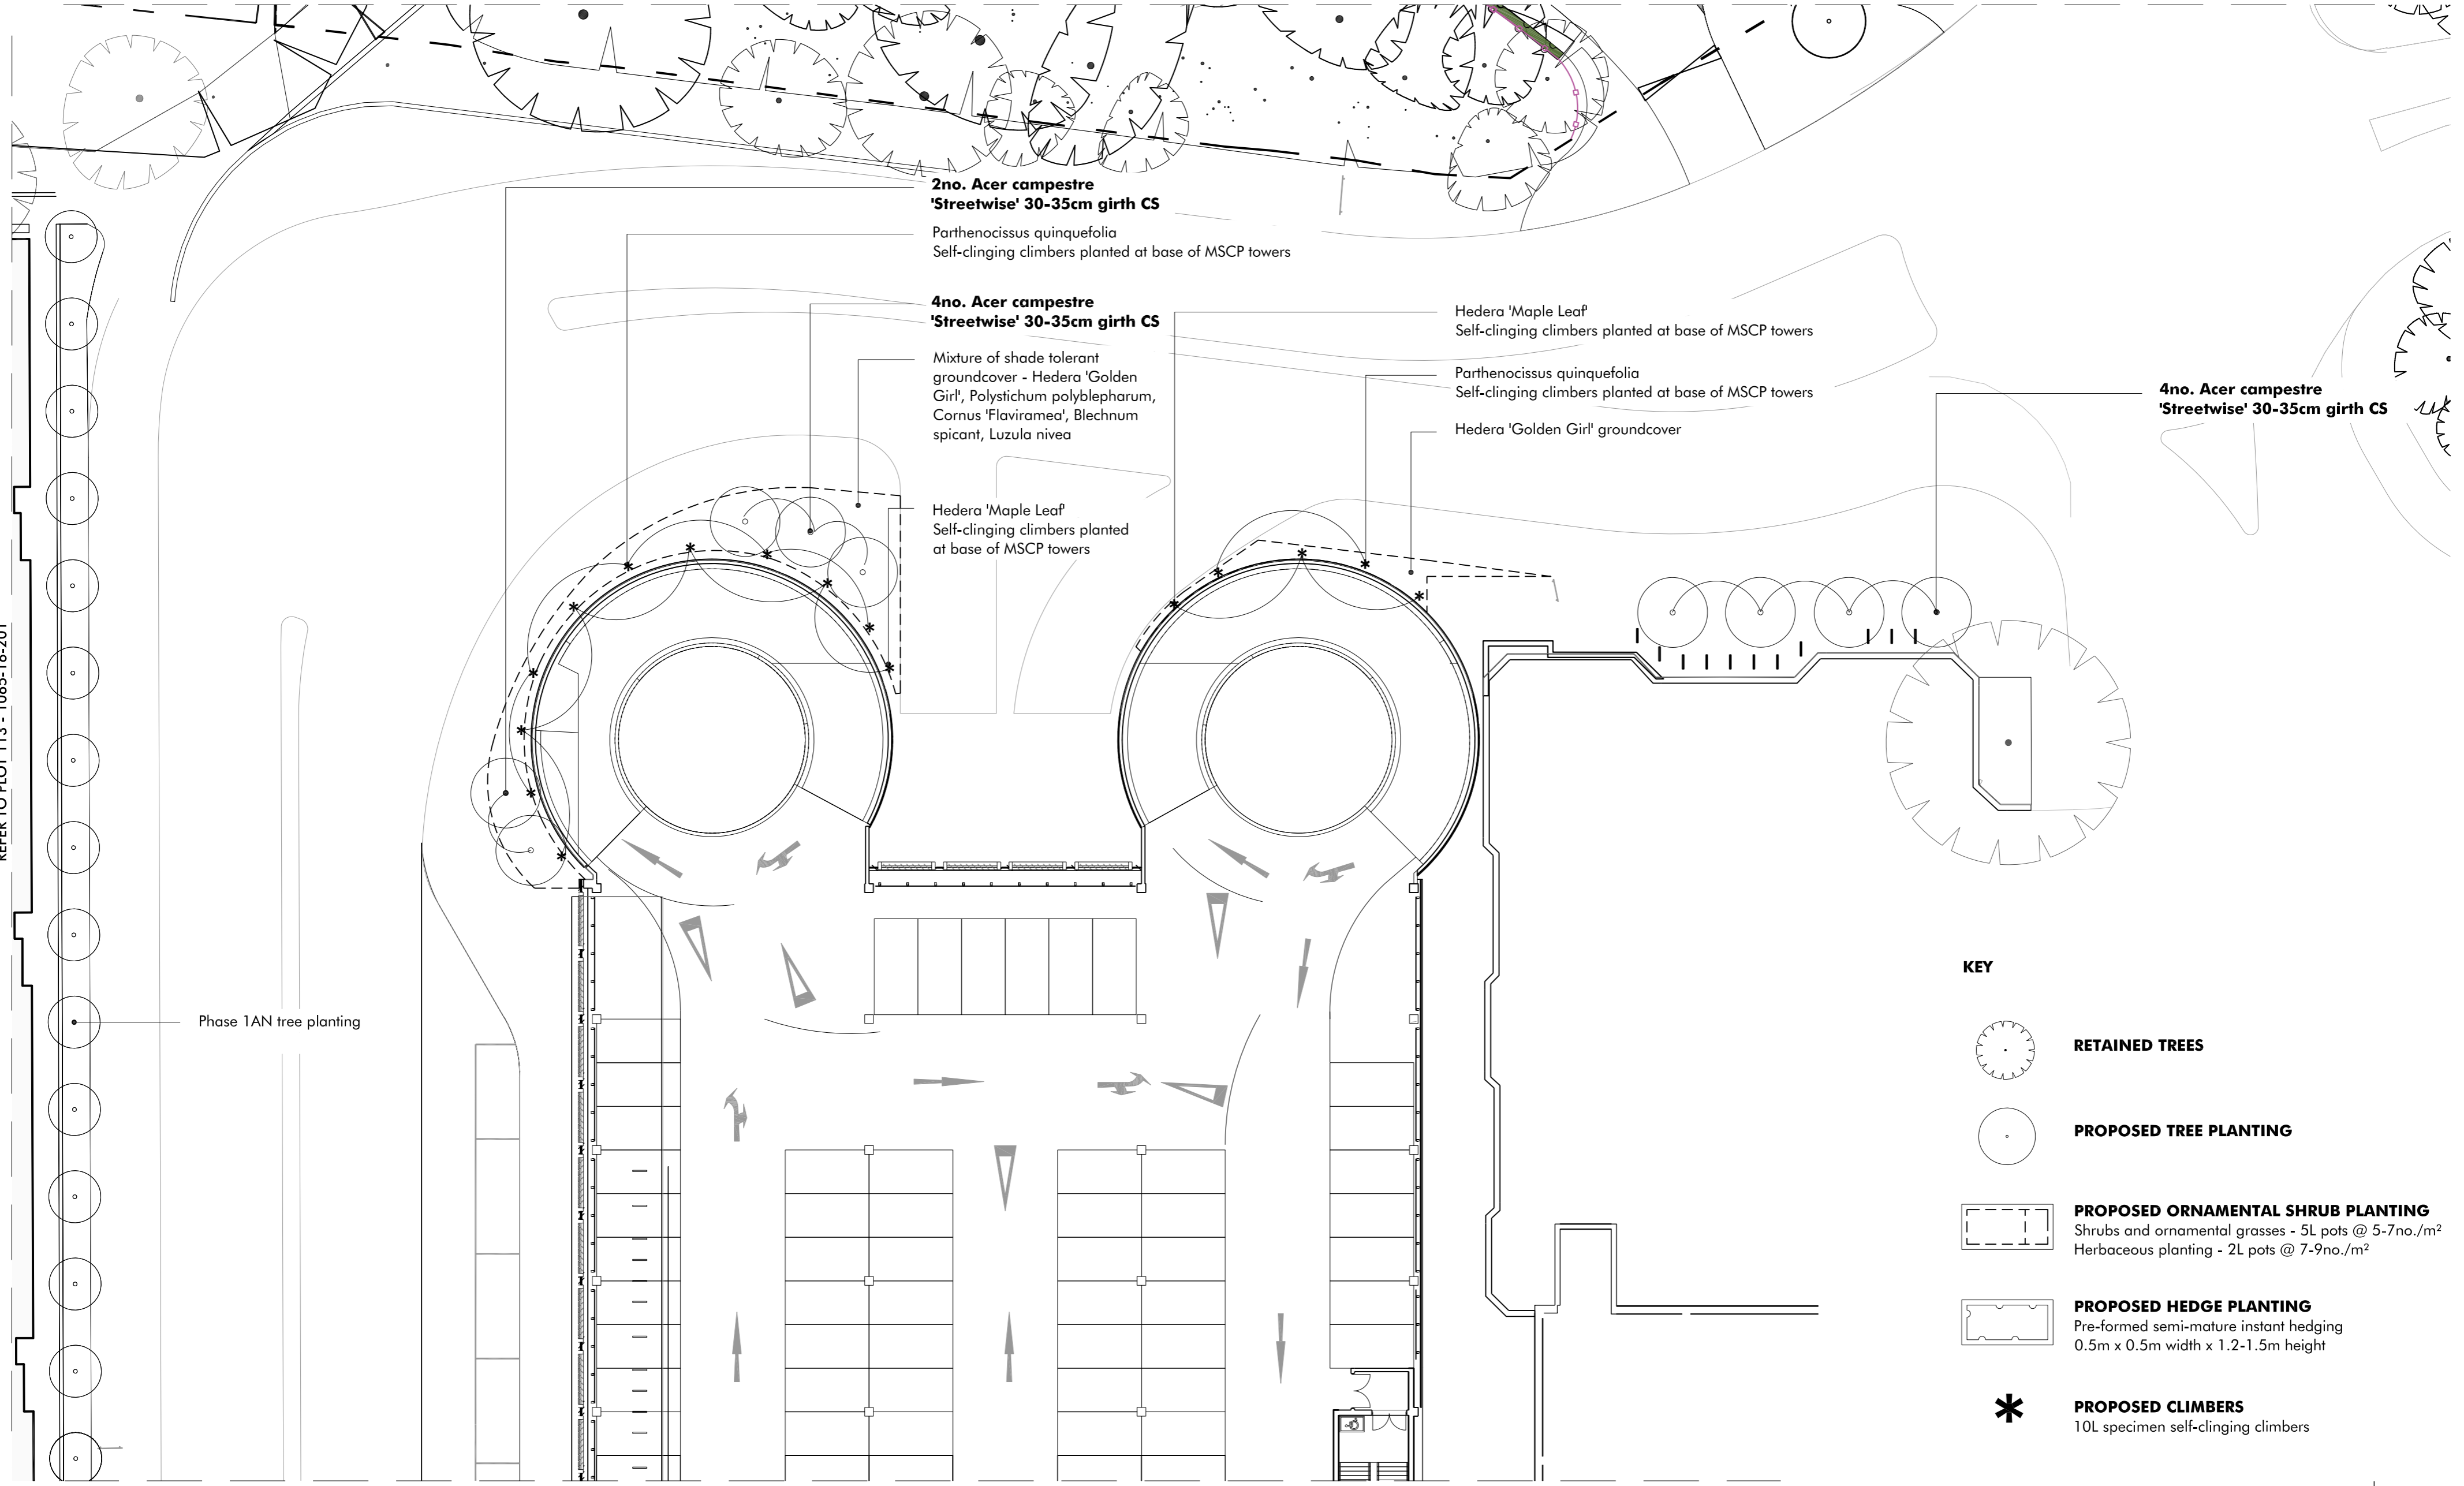 2no. Acer campestre
'Streetwise' 30-35cm girth CS
Parthenocissus quinquefolia
Self-clinging climbers planted at base of MSCP towers
4no. Acer campestre
'Streetwise' 30-35cm girth CS
Mixture of shade tolerant
groundcover - Hedera 'Golden
Girl', Polystichum polyblepharum,
Cornus 'Flaviramea', Blechnum
spicant, Luzula nivea
Hedera 'Maple Leaf'
Self-clinging climbers planted
at base of MSCP towers
Hedera 'Maple Leaf'
Self-clinging climbers planted at base of MSCP towers
Parthenocissus quinquefolia
Self-clinging climbers planted at base of MSCP towers
Hedera 'Golden Girl' groundcover
4no. Acer campestre
'Streetwise' 30-35cm girth CS
Phase 1AN tree planting
KEY
RETAINED TREES
PROPOSED TREE PLANTING
PROPOSED ORNAMENTAL SHRUB PLANTING
Shrubs and ornamental grasses - 5L pots @ 5-7no./m²
Herbaceous planting - 2L pots @ 7-9no./m²
PROPOSED HEDGE PLANTING
Pre-formed semi-mature instant hedging
0.5m x 0.5m width x 1.2-1.5m height
PROPOSED CLIMBERS
10L specimen self-clinging climbers